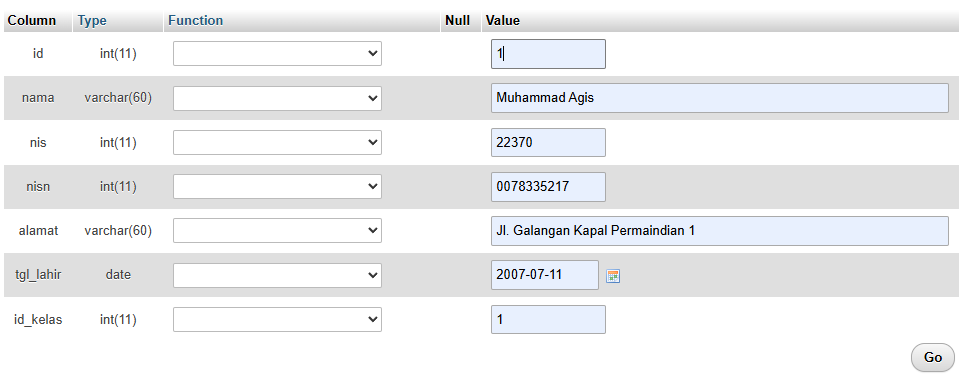 Column Type Function Null Value
id int(11) 1
nama varchar(60) Muhammad Agis
nis int(11) 22370
nisn int(11) 0078335217
alamat varchar(60) Jl. Galangan Kapal Permaindian 1
tgl_lahir date 2007-07-11
id_kelas int(11) 1
Go